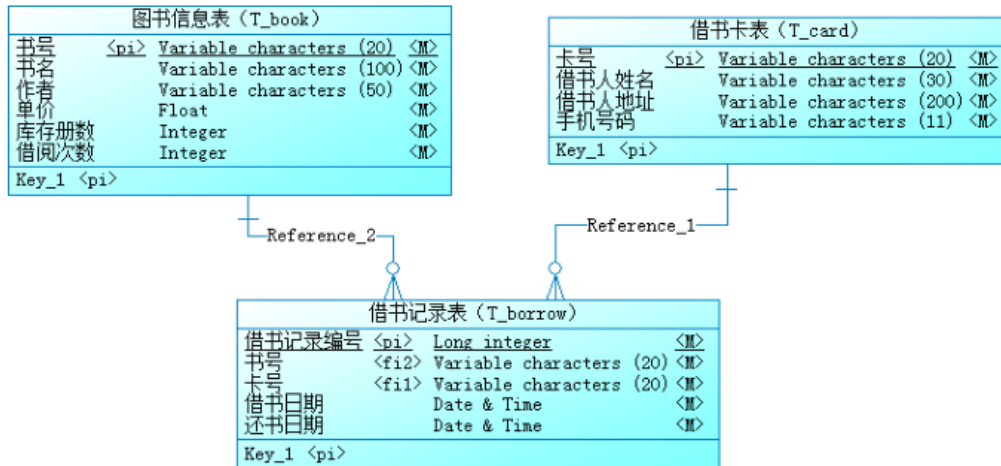 图书信息表（T_book）
书号 <pi> Variable characters (20) <M>
书名 Variable characters (100) <M>
作者 Variable characters (50) <M>
单价 Float <M>
库存册数 Integer <M>
借阅次数 Integer <M>
Key_1 <pi>
借书卡表（T_card）
卡号 <pi> Variable characters (20) <M>
借书人姓名 Variable characters (30) <M>
借书人地址 Variable characters (200) <M>
手机号码 Variable characters (11) <M>
Key_1 <pi>
Reference_2
Reference_1
借书记录表（T_borrow）
借书记录编号 <pi> Long integer <M>
书号 <fi2> Variable characters (20) <M>
卡号 <fi1> Variable characters (20) <M>
借书日期 Date & Time <M>
还书日期 Date & Time <M>
Key_1 <pi>